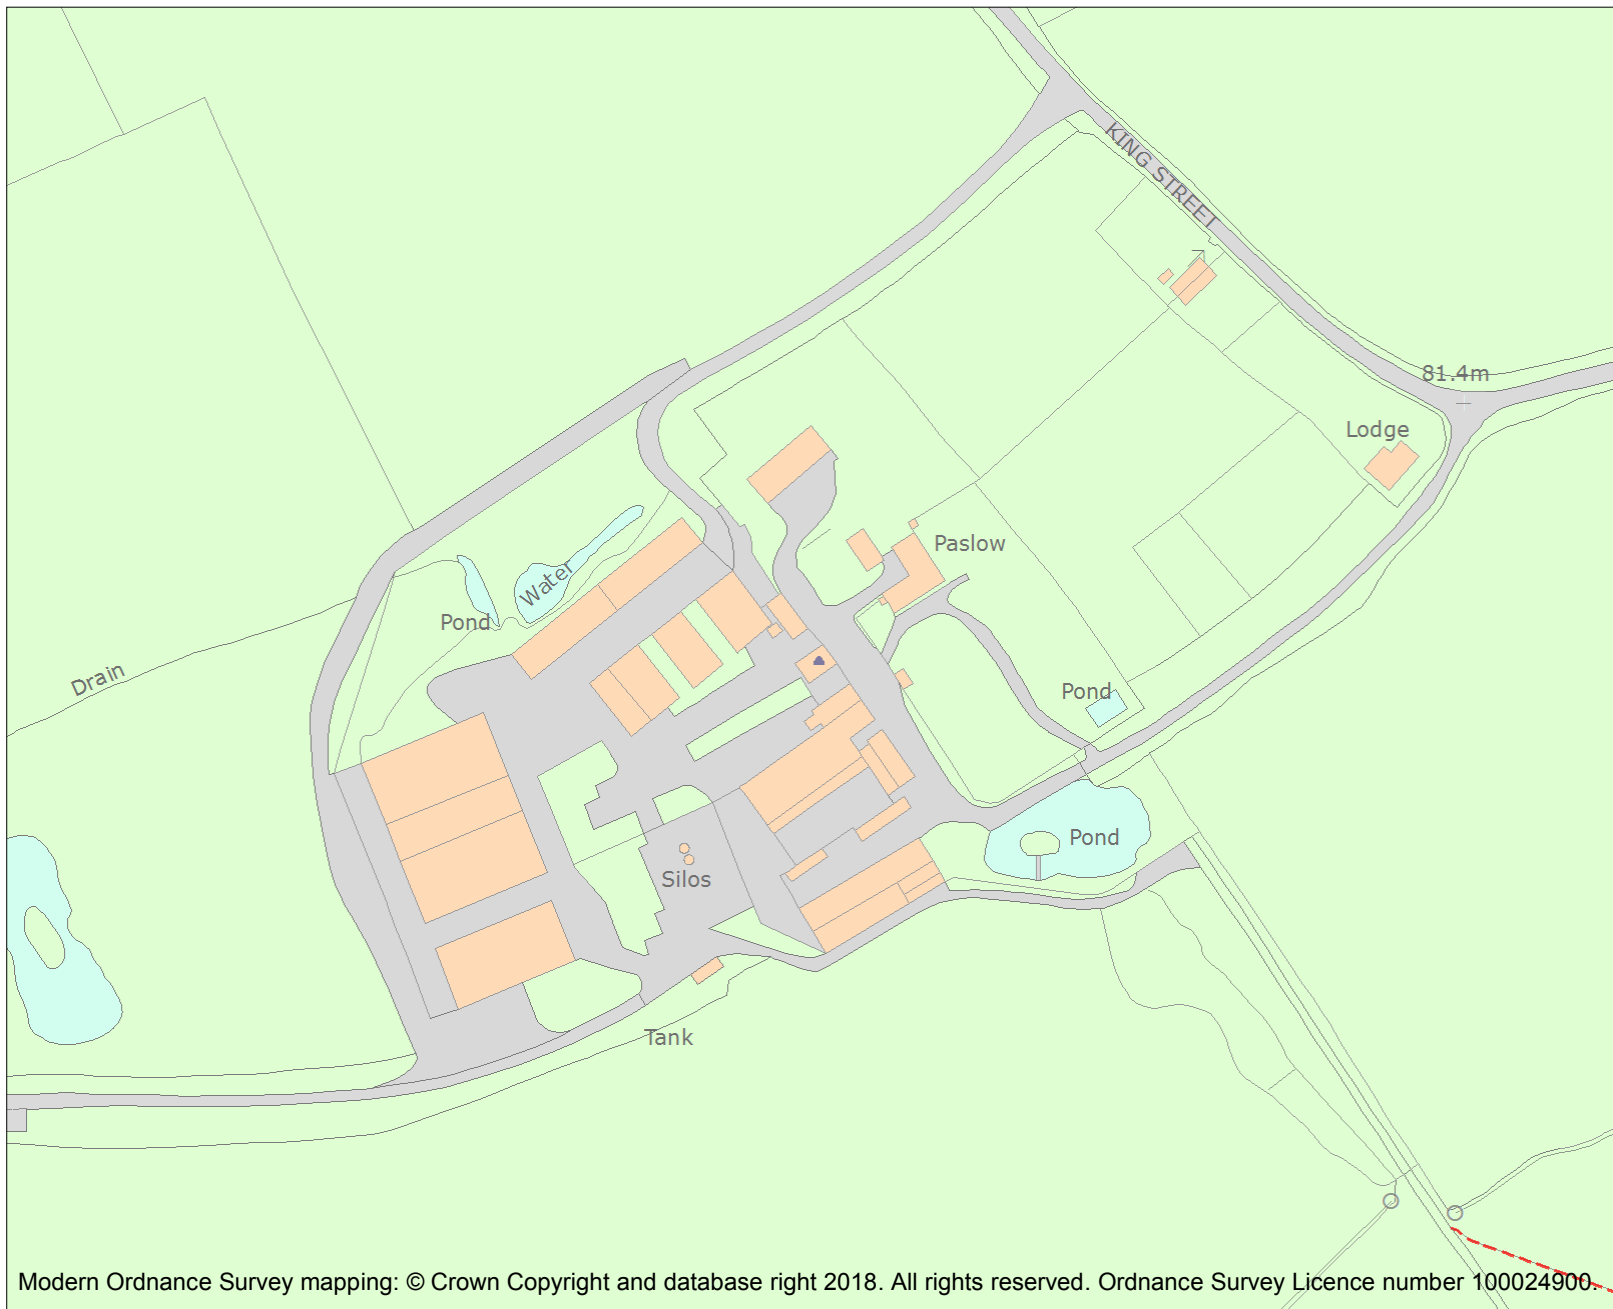 KING STREET
81.4m
Lodge
Paslow
Water
Pond
Drain
Pond
Pond
Silos
Tank
Modern Ordnance Survey mapping: © Crown Copyright and database right 2018. All rights reserved. Ordnance Survey Licence number 100024900.